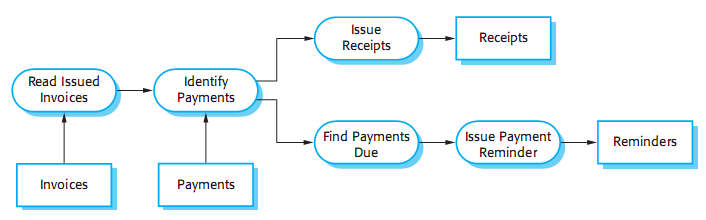 Issue
Receipts
Receipts
Read Issued
Invoices
Identify
Payments
Find Payments
Due
Issue Payment
Reminder
Reminders
Invoices
Payments